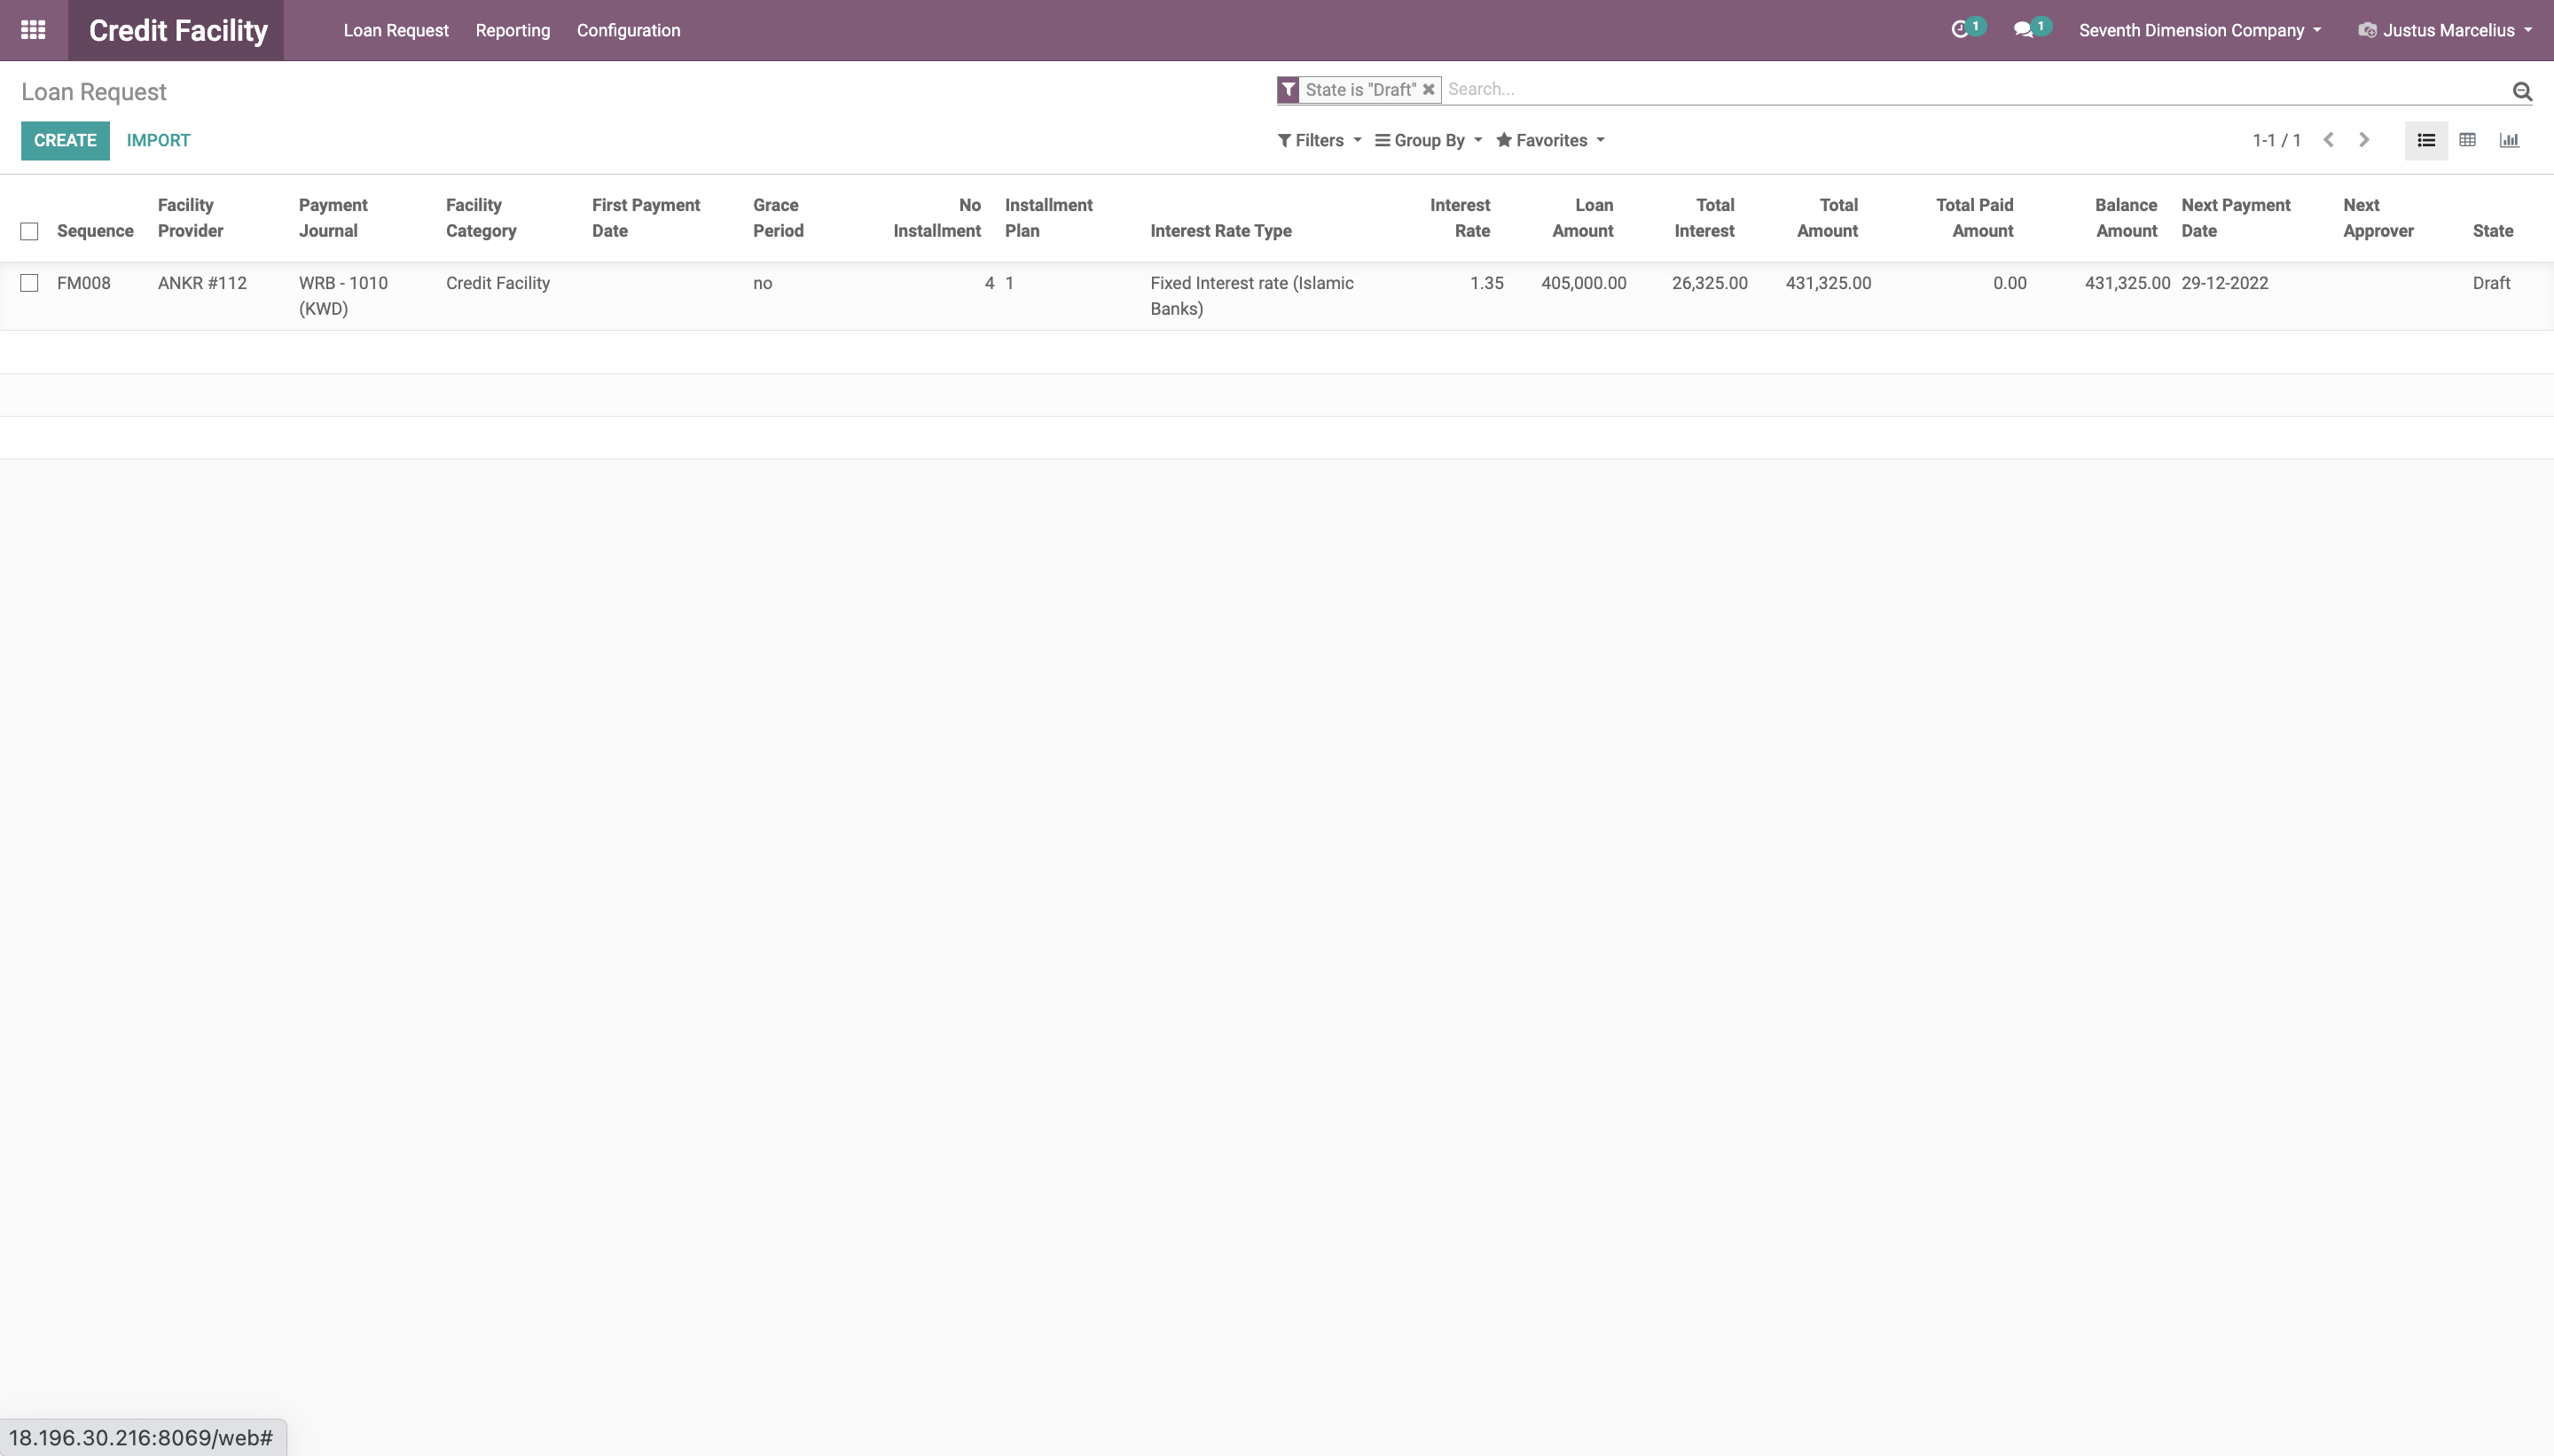 Credit Facility Loan Request Reporting Configuration 1 1 Seventh Dimension Company Justus Marcelius
Loan Request
State is "Draft" Search...
CREATE IMPORT
Filters Group By Favorites 1-1 / 1
Sequence Facility Provider Payment Journal Facility Category First Payment Date Grace Period No Installment Installment Plan Interest Rate Type Interest Rate Loan Amount Total Interest Total Amount Total Paid Amount Balance Amount Next Payment Date Next Approver State
FM008 ANKR #112 WRB - 1010 (KWD) Credit Facility no 4 1 Fixed Interest rate (Islamic Banks) 1.35 405,000.00 26,325.00 431,325.00 0.00 431,325.00 29-12-2022 Draft
18.196.30.216:8069/web#